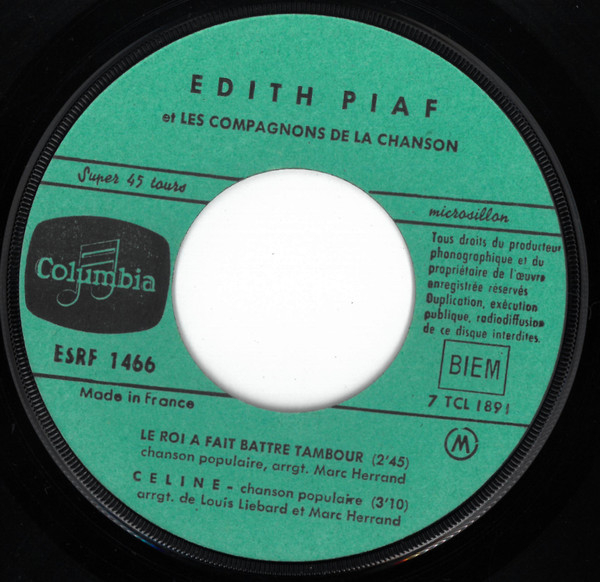 EDITH PIAF
et LES COMPAGNONS DE LA CHANSON
Super 45 tours
microsillon
Columbia
Tous droits du producteur
phonographique et du
propriétaire de l'œuvre
enregistrée réservés
Duplication, exécution
publique, radiodiffusion
de ce disque interdites.
ESRF 1466
BIEM
7 TCL 1891
Made in France
M
LE ROI A FAIT BATTRE TAMBOUR (2'45)
chanson populaire, arrgt. Marc Herrand
CELINE - chanson populaire (3'10)
arrgt. de Louis Liebard et Marc Herrand